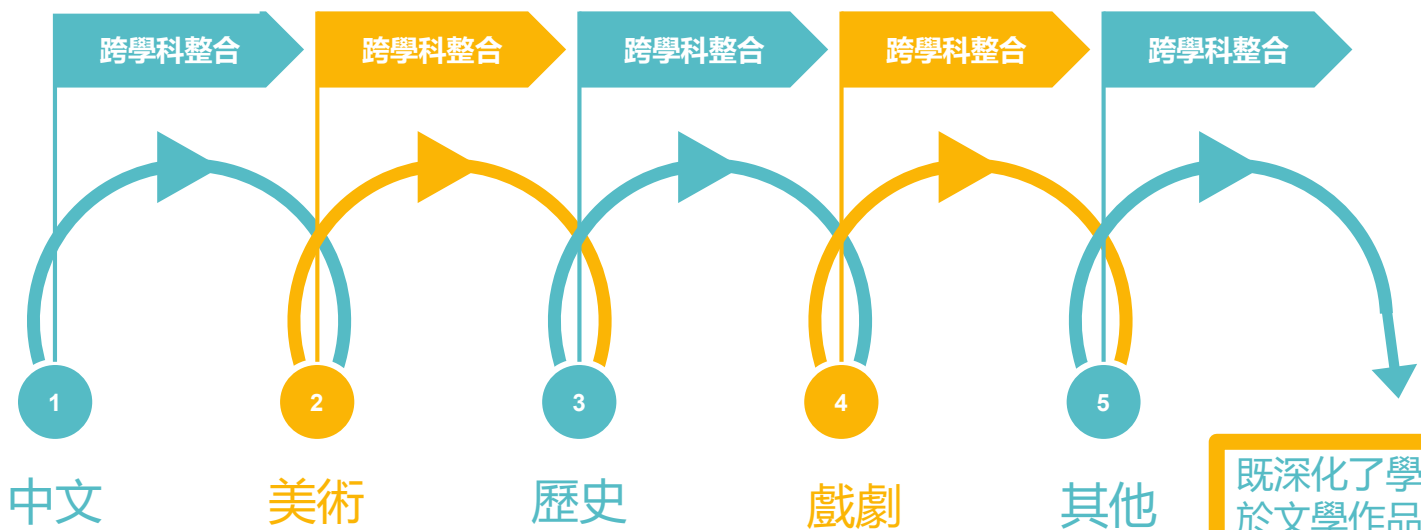 跨學科整合
跨學科整合
跨學科整合
跨學科整合
跨學科整合
1
2
3
4
5
中文
美術
歷史
戲劇
其他
既深化了學
於文學作品